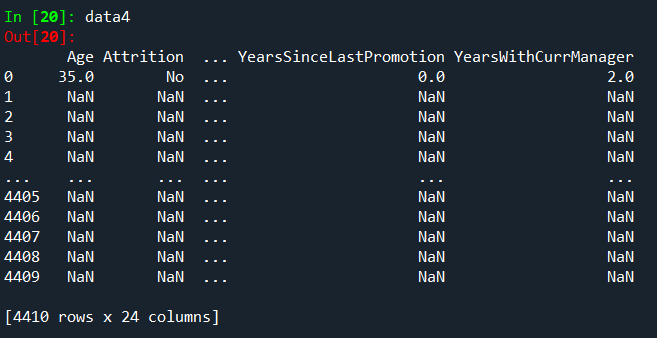 In [20]: data4
Out[20]:
Age Attrition ... YearsSinceLastPromotion YearsWithCurrManager
0 35.0 No ... 0.0 2.0
1 NaN NaN ... NaN NaN
2 NaN NaN ... NaN NaN
3 NaN NaN ... NaN NaN
4 NaN NaN ... NaN NaN
... ... ... ... ... ...
4405 NaN NaN ... NaN NaN
4406 NaN NaN ... NaN NaN
4407 NaN NaN ... NaN NaN
4408 NaN NaN ... NaN NaN
4409 NaN NaN ... NaN NaN
[4410 rows x 24 columns]